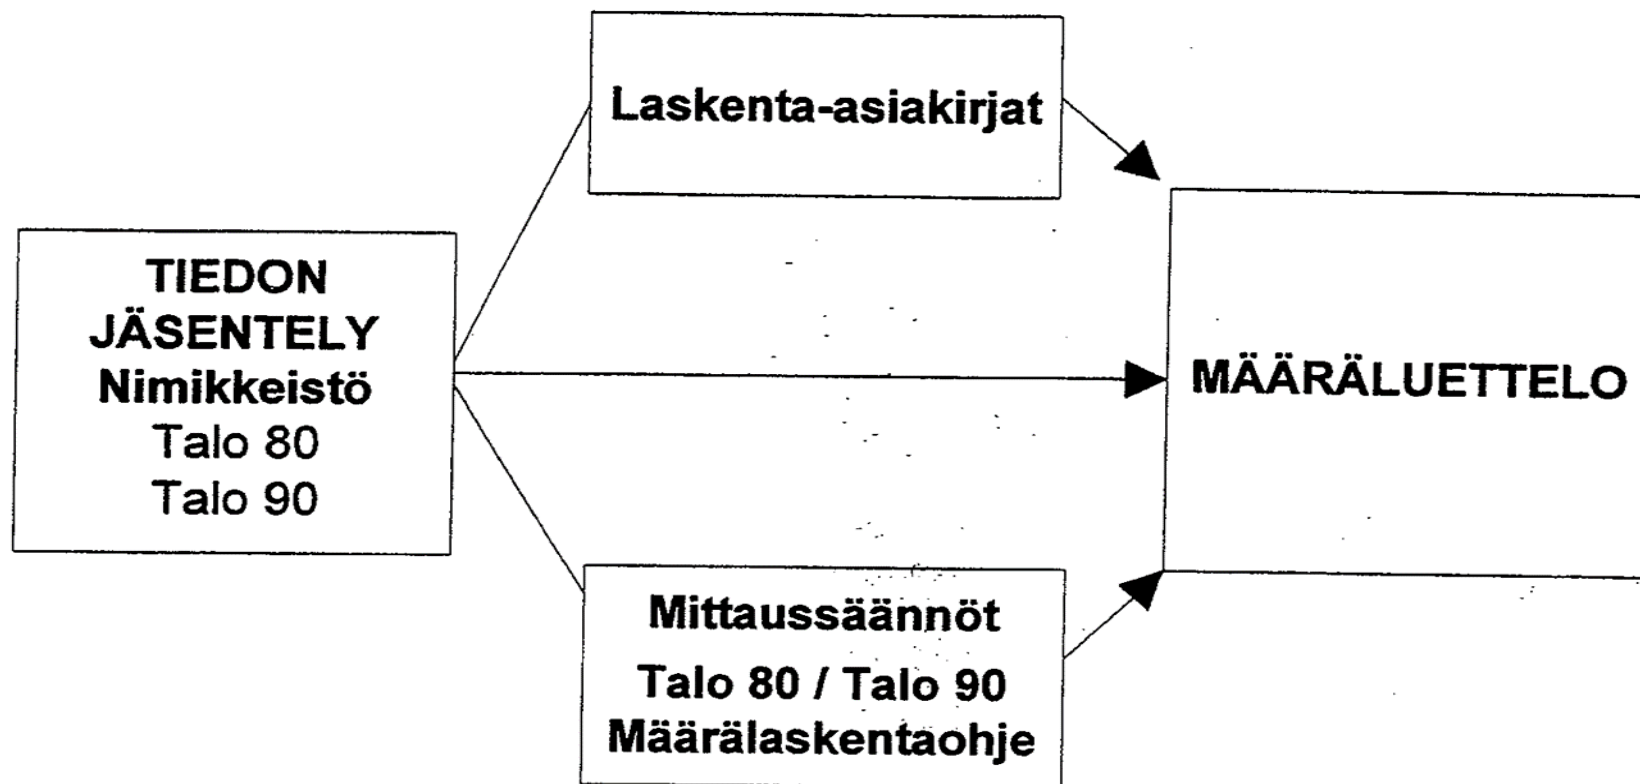 Laskenta-asiakirjat
TIEDON
JÄSENTELY
Nimikkeistö
Talo 80
Talo 90
MÄÄRÄLUETTELO
Mittaussäännöt
Talo 80 / Talo 90
Määrälaskentaohje